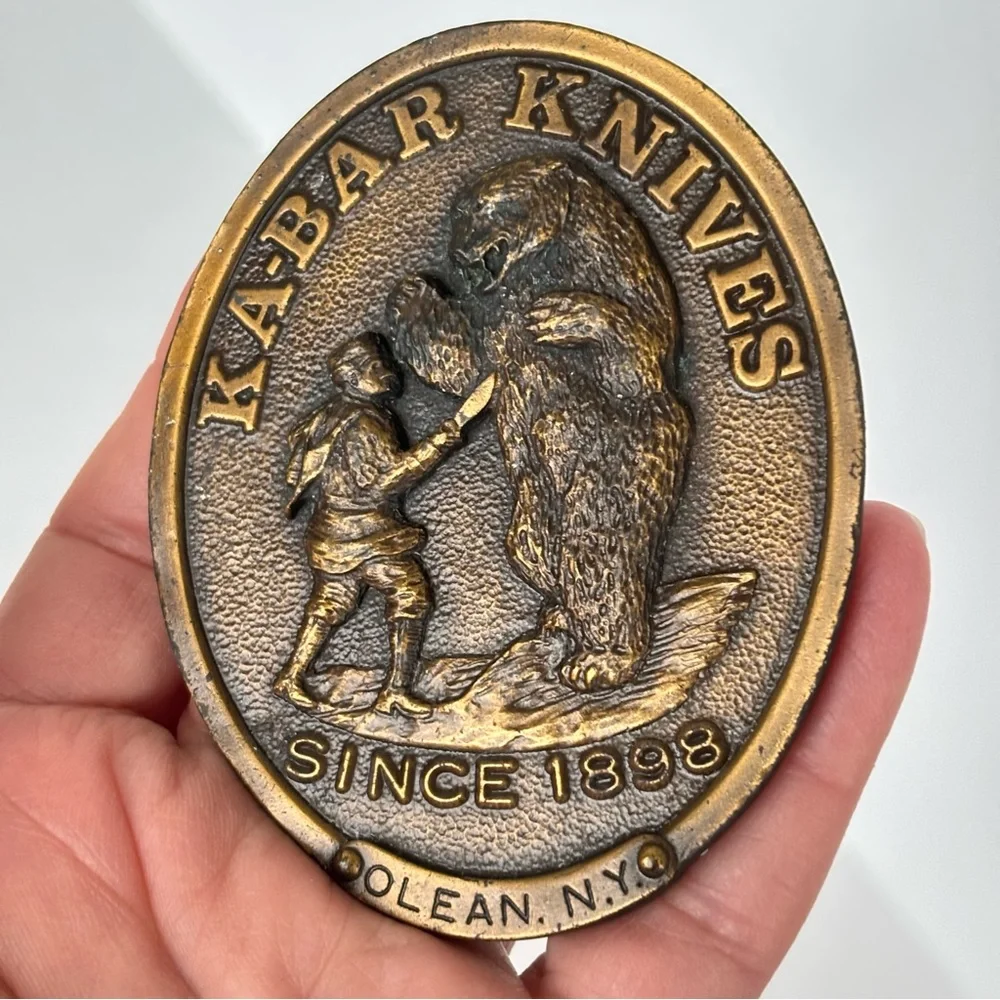 KA-BAR KNIVES
SINCE 1898
OLEAN. N.Y.